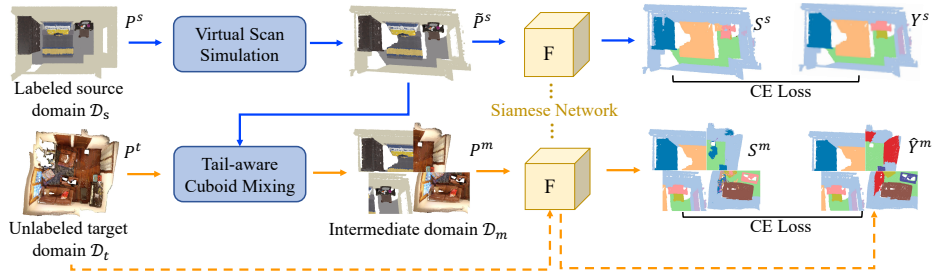 P^s
Virtual Scan
Simulation
P̃^s
F
S^s
Y^s
Labeled source
domain 𝒟_s
CE Loss
Siamese Network
P^t
Tail-aware
Cuboid Mixing
P^m
F
S^m
Ŷ^m
Unlabeled target
domain 𝒟_t
Intermediate domain 𝒟_m
CE Loss